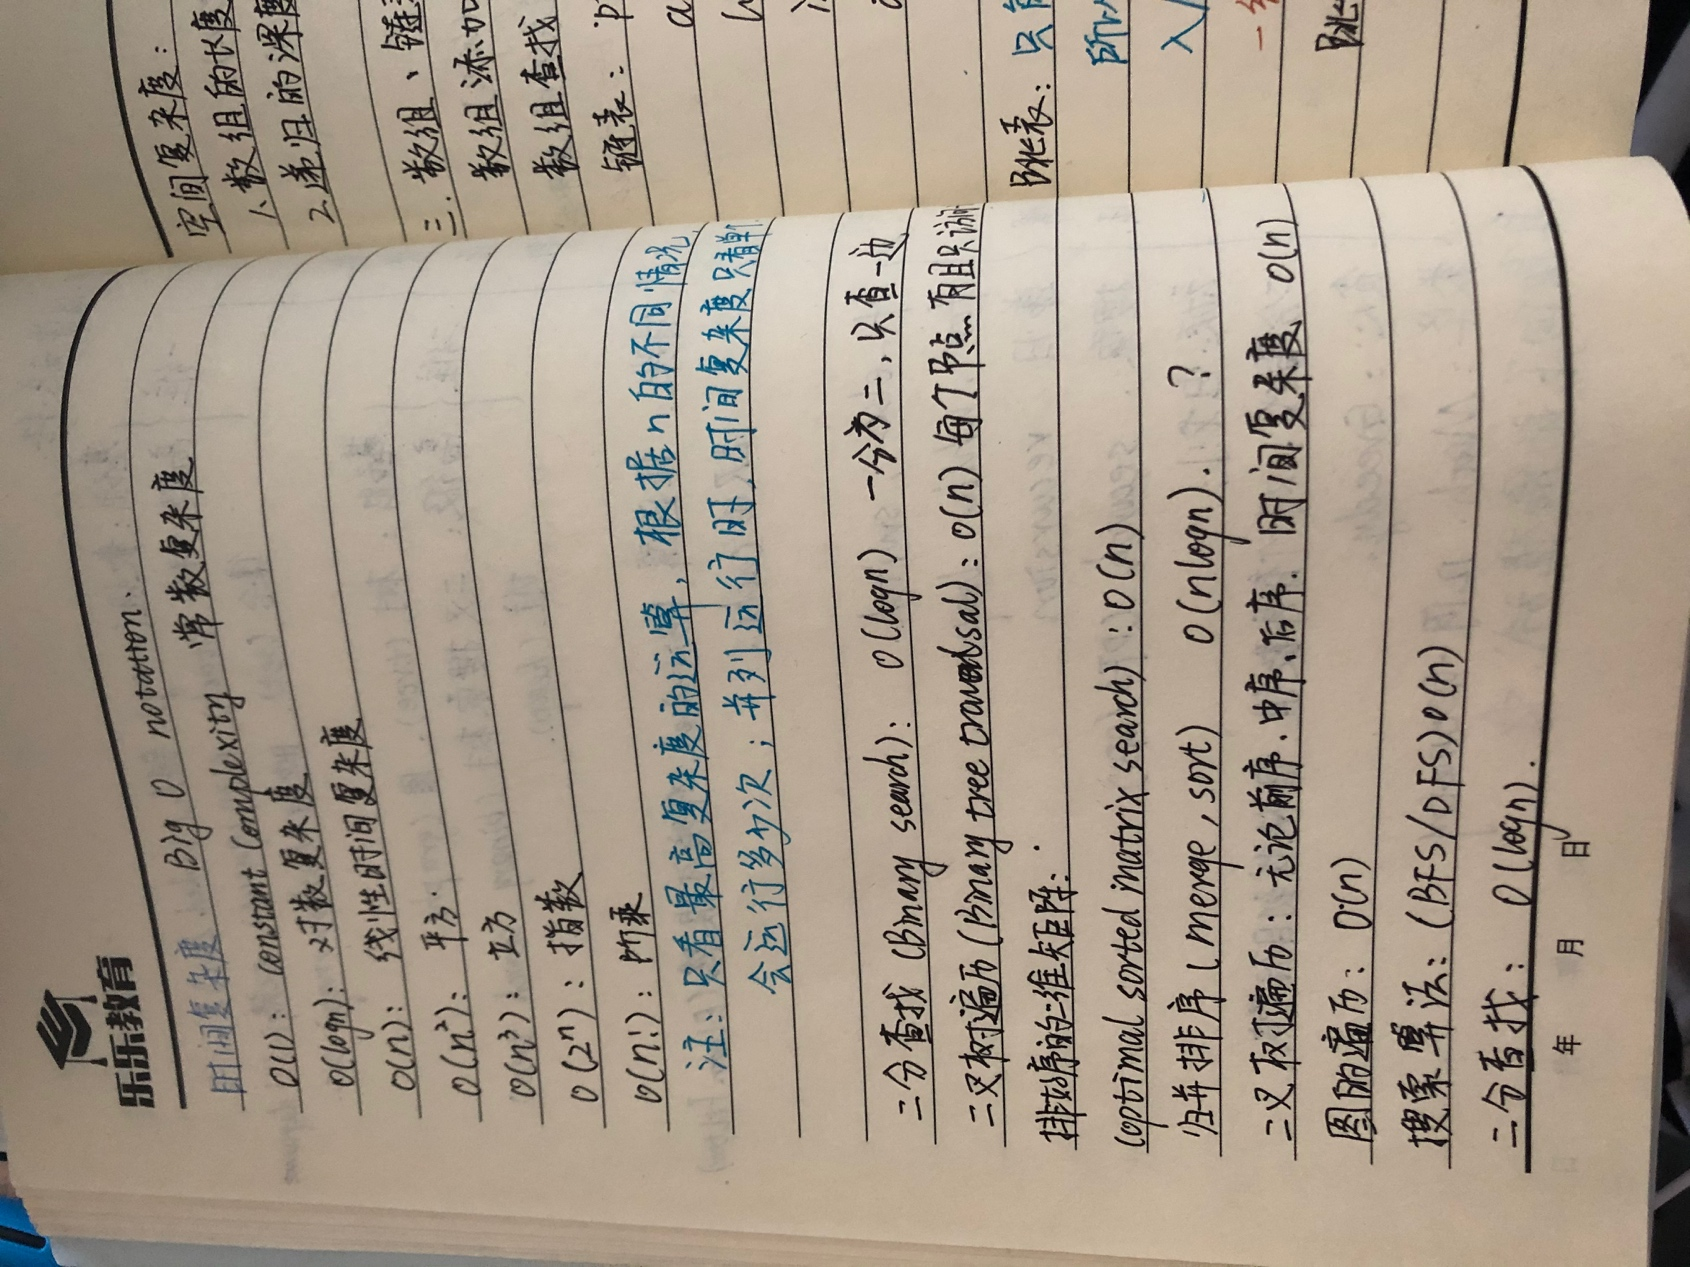 乐乐教育
时间复杂度 Big O notation.
O(1): constant Complexity 常数复杂度
O(logn): 对数复杂度
O(n): 线性时间复杂度
O(n²): 平方.
O(n³): 立方
O(2ⁿ): 指数
O(n!): 阶乘
注: 只看最高复杂度的运算, 根据n的不同情况
会运行多少次; 并列运行时, 时间复杂度只看单
二分查找 (Binary search): O(logn) 一分为二, 只查一边
二叉树遍历 (Binary tree traversal): O(n) 每个节点有且只访问
排好序的二维矩阵:
(optimal sorted matrix search): O(n)
归并排序 (merge, sort) O(nlogn). ?
二叉树遍历: 无论前序、中序、后序. 时间复杂度 O(n)
图的遍历: O(n)
搜索算法: (BFS/DFS) O(n)
二分查找: O(logn).
年 月 日
空间复杂度:
1、数组的长度
2、递归的深度
三. 数组、链
数组添加
数组查找
链表:
跳表: 只
所以
入
一
跳